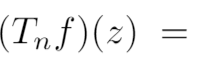 (T_n f)(z) =